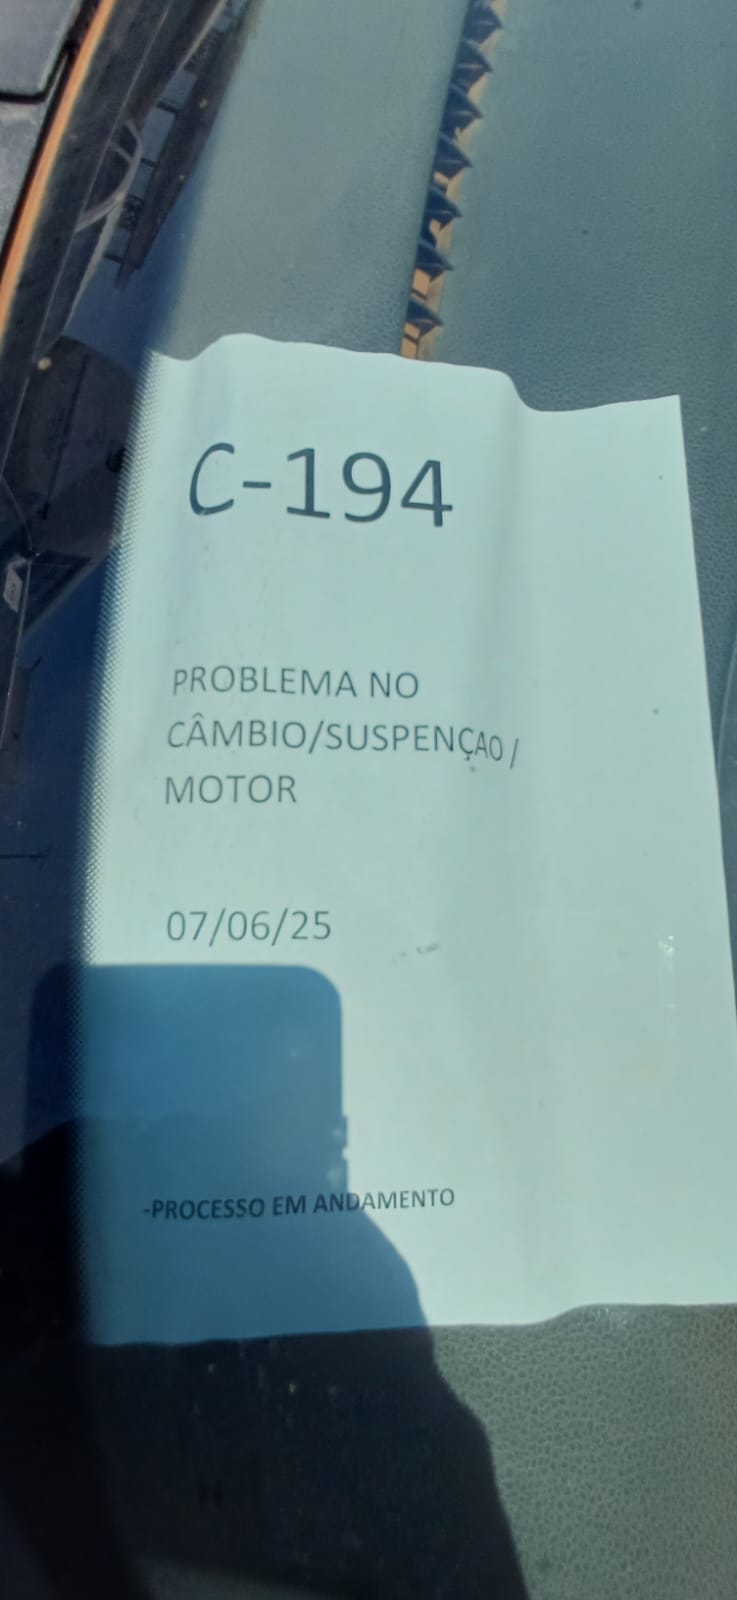 C-194
PROBLEMA NO
CÂMBIO/SUSPENÇAO /
MOTOR
07/06/25
-PROCESSO EM ANDAMENTO